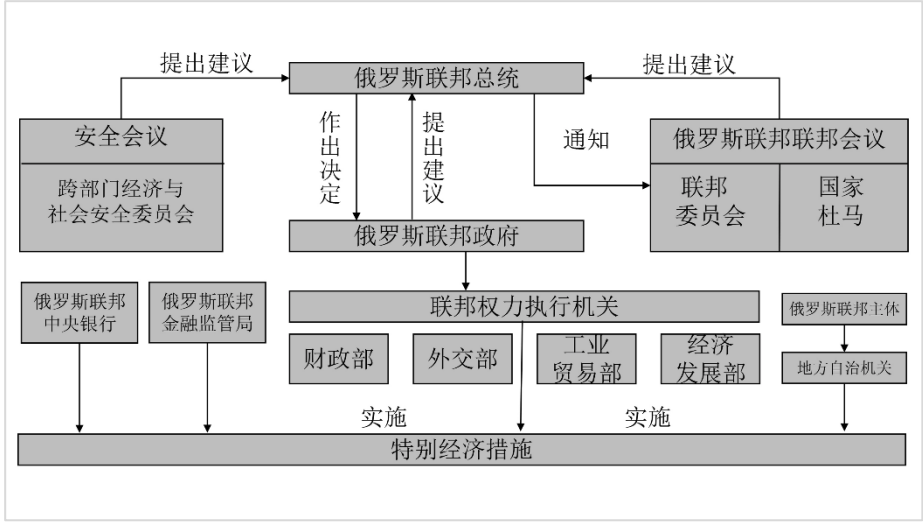 提出建议
俄罗斯联邦总统
提出建议
安全会议
跨部门经济与
社会安全委员会
作出决定
提出建议
通知
俄罗斯联邦联邦会议
联邦
委员会
国家
杜马
俄罗斯联邦政府
俄罗斯联邦
中央银行
俄罗斯联邦
金融监管局
联邦权力执行机关
财政部
外交部
工业
贸易部
经济
发展部
俄罗斯联邦主休
地方自治机关
实施
实施
特别经济措施